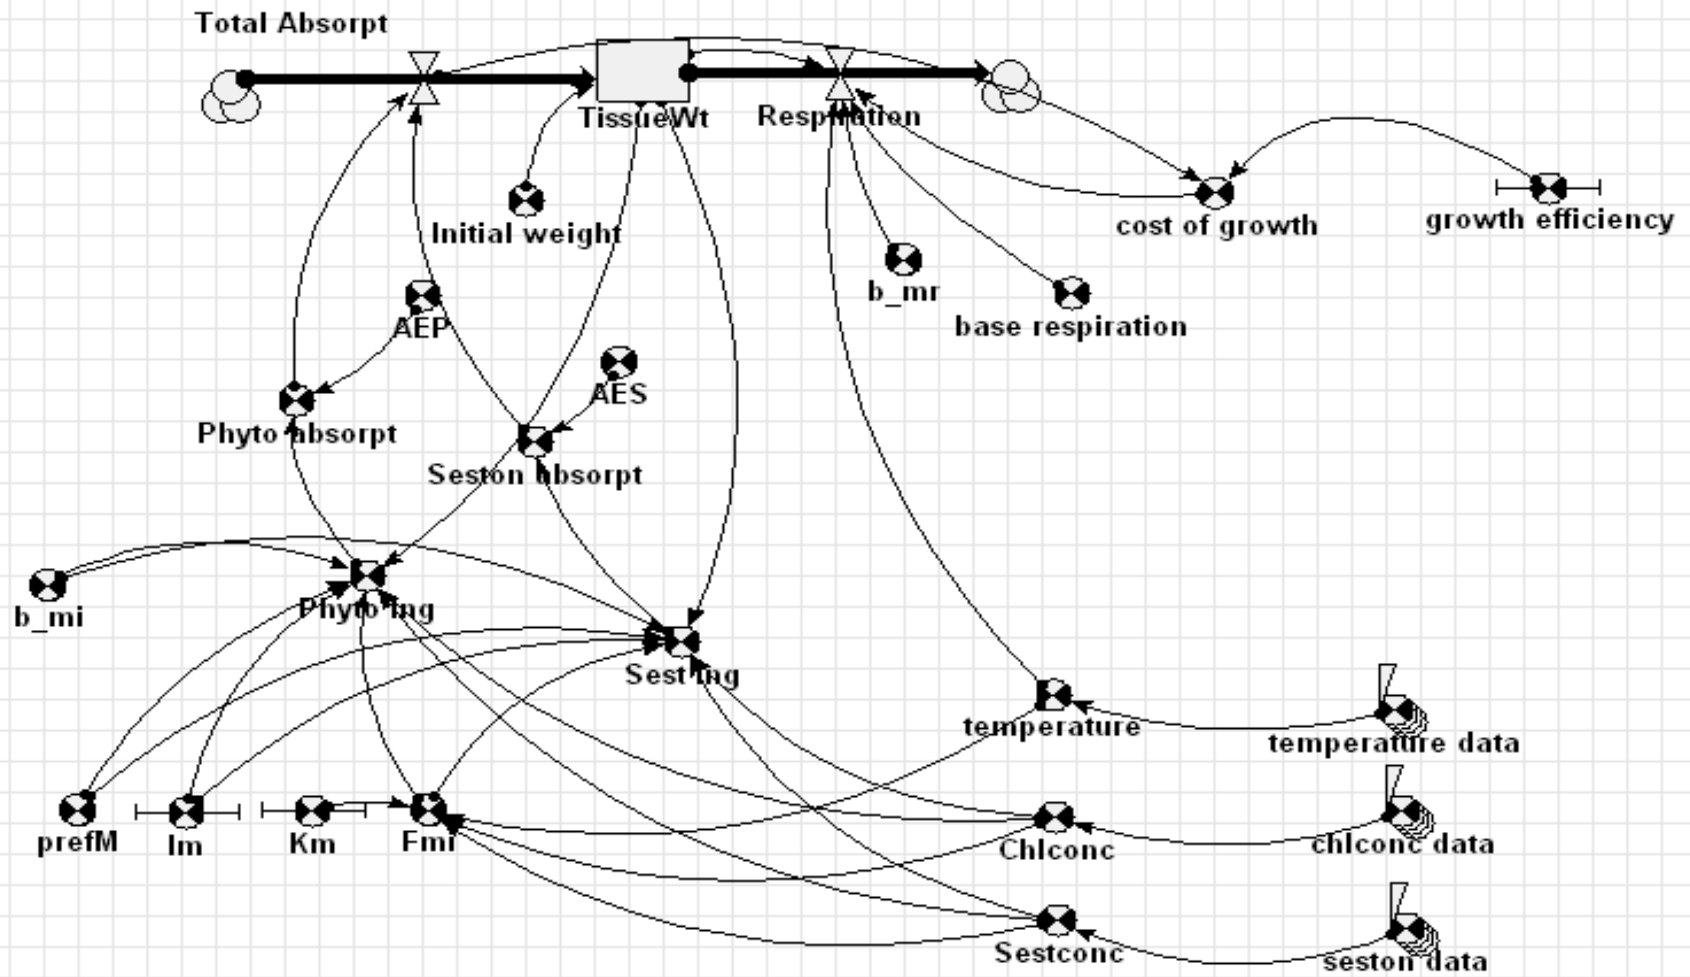 Total Absorpt
TissueWt
Respiration
Initial weight
cost of growth
growth efficiency
b_mr
base respiration
AEP
AES
Phyto absorpt
Seston absorpt
b_mi
Phyto ing
Sest ing
temperature
temperature data
prefM
Im
Km
Fmi
Chlconc
chlconc data
Sestconc
seston data